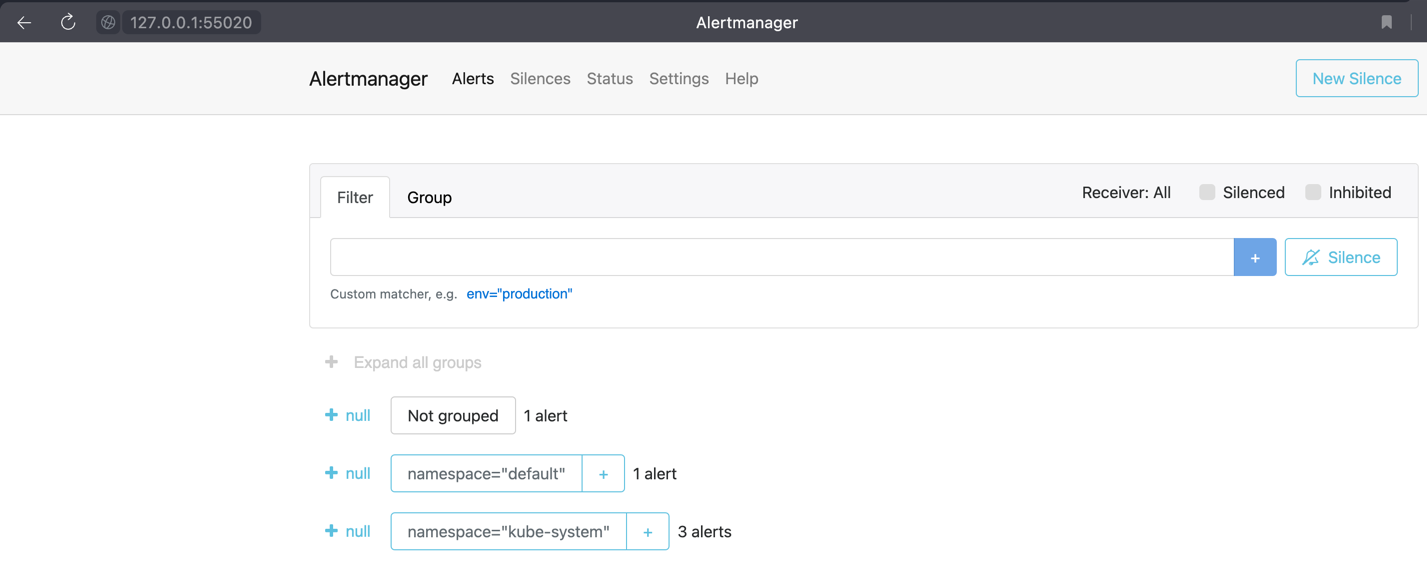 127.0.0.1:55020 Alertmanager
Alertmanager Alerts Silences Status Settings Help New Silence
Filter Group Receiver: All Silenced Inhibited
+ Silence
Custom matcher, e.g. env="production"
+ Expand all groups
+ null Not grouped 1 alert
+ null namespace="default" + 1 alert
+ null namespace="kube-system" + 3 alerts